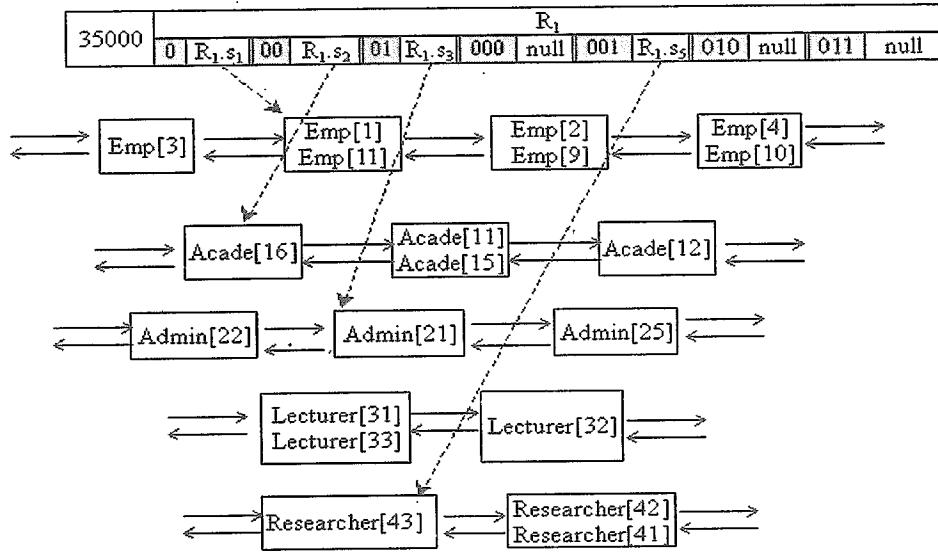 R₁
35000
0 R₁.s₁ 00 R₁.s₂ 01 R₁.s₃ 000 null 001 R₁.s₅ 010 null 011 null
Emp[3] Emp[1] Emp[2] Emp[4]
Emp[11] Emp[9] Emp[10]
Acade[16] Acade[11] Acade[12]
Acade[15]
Admin[22] Admin[21] Admin[25]
Lecturer[31] Lecturer[32]
Lecturer[33]
Researcher[43] Researcher[42]
Researcher[41]